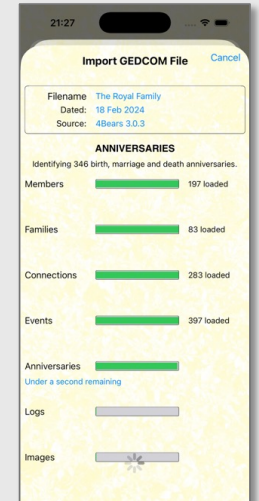 21:27
Import GEDCOM File
Cancel
Filename The Royal Family
Dated: 18 Feb 2024
Source: 4Bears 3.0.3
ANNIVERSARIES
Identifying 346 birth, marriage and death anniversaries.
Members 197 loaded
Families 83 loaded
Connections 283 loaded
Events 397 loaded
Anniversaries
Under a second remaining
Logs
Images